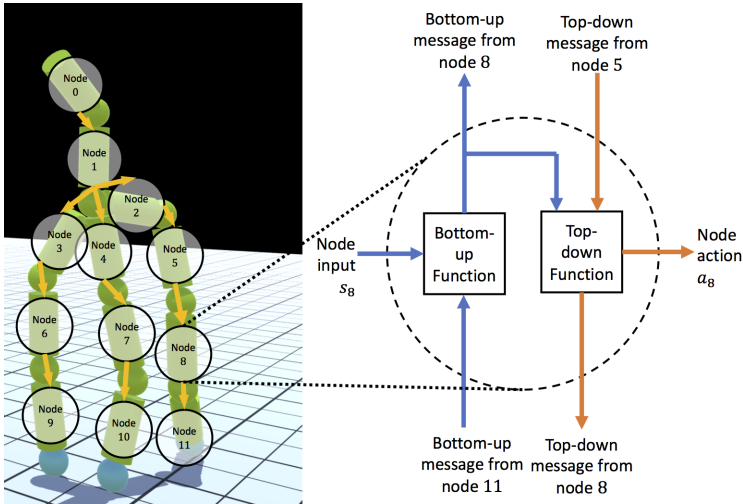 Node
0
Node
1
Node
2
Node
3
Node
4
Node
5
Node
6
Node
7
Node
8
Node
9
Node
10
Node
11
Bottom-up
message from
node 8
Top-down
message from
node 5
Node
input
s₈
Bottom-
up
Function
Top-
down
Function
Node
action
a₈
Bottom-up
message from
node 11
Top-down
message from
node 8